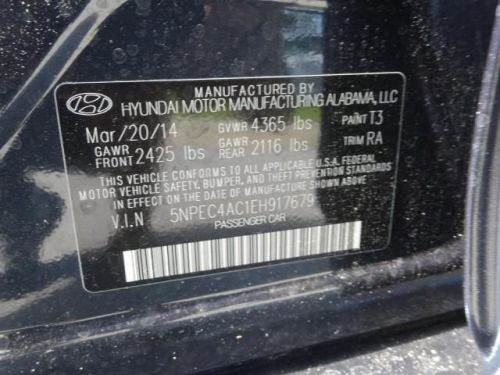 MANUFACTURED BY
HYUNDAI MOTOR MANUFACTURING ALABAMA, LLC
Mar/20/14 GVWR 4365 lbs PAINT T3
GAWR FRONT 2425 lbs GAWR REAR 2116 lbs TRIM RA
THIS VEHICLE CONFORMS TO ALL APPLICABLE U.S.A FEDERAL
MOTOR VEHICLE SAFETY, BUMPER, AND THEFT PREVENTION STANDARDS
IN EFFECT ON THE DATE OF MANUFACTURE SHOWN ABOVE.
V.I.N 5NPEC4AC1EH917679
PASSENGER CAR